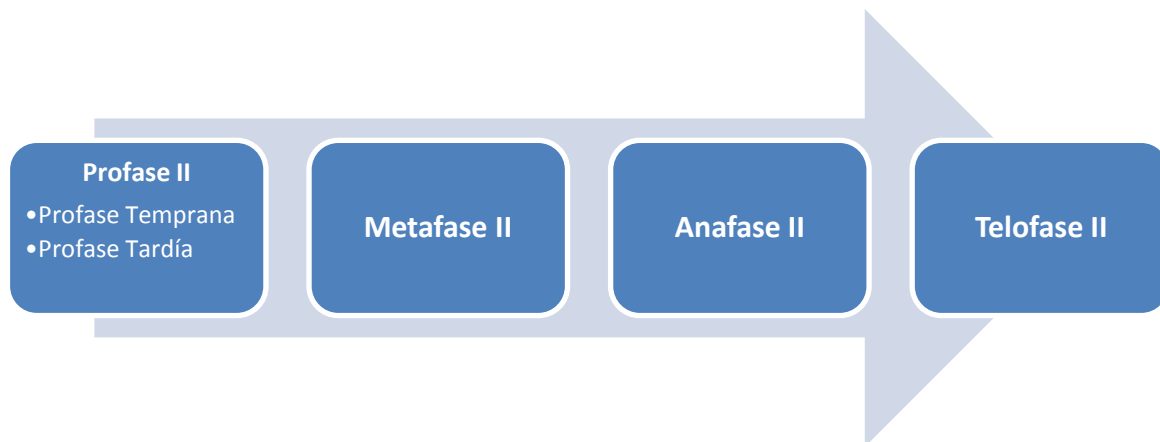 Profase II
•Profase Temprana
•Profase Tardía
Metafase II
Anafase II
Telofase II